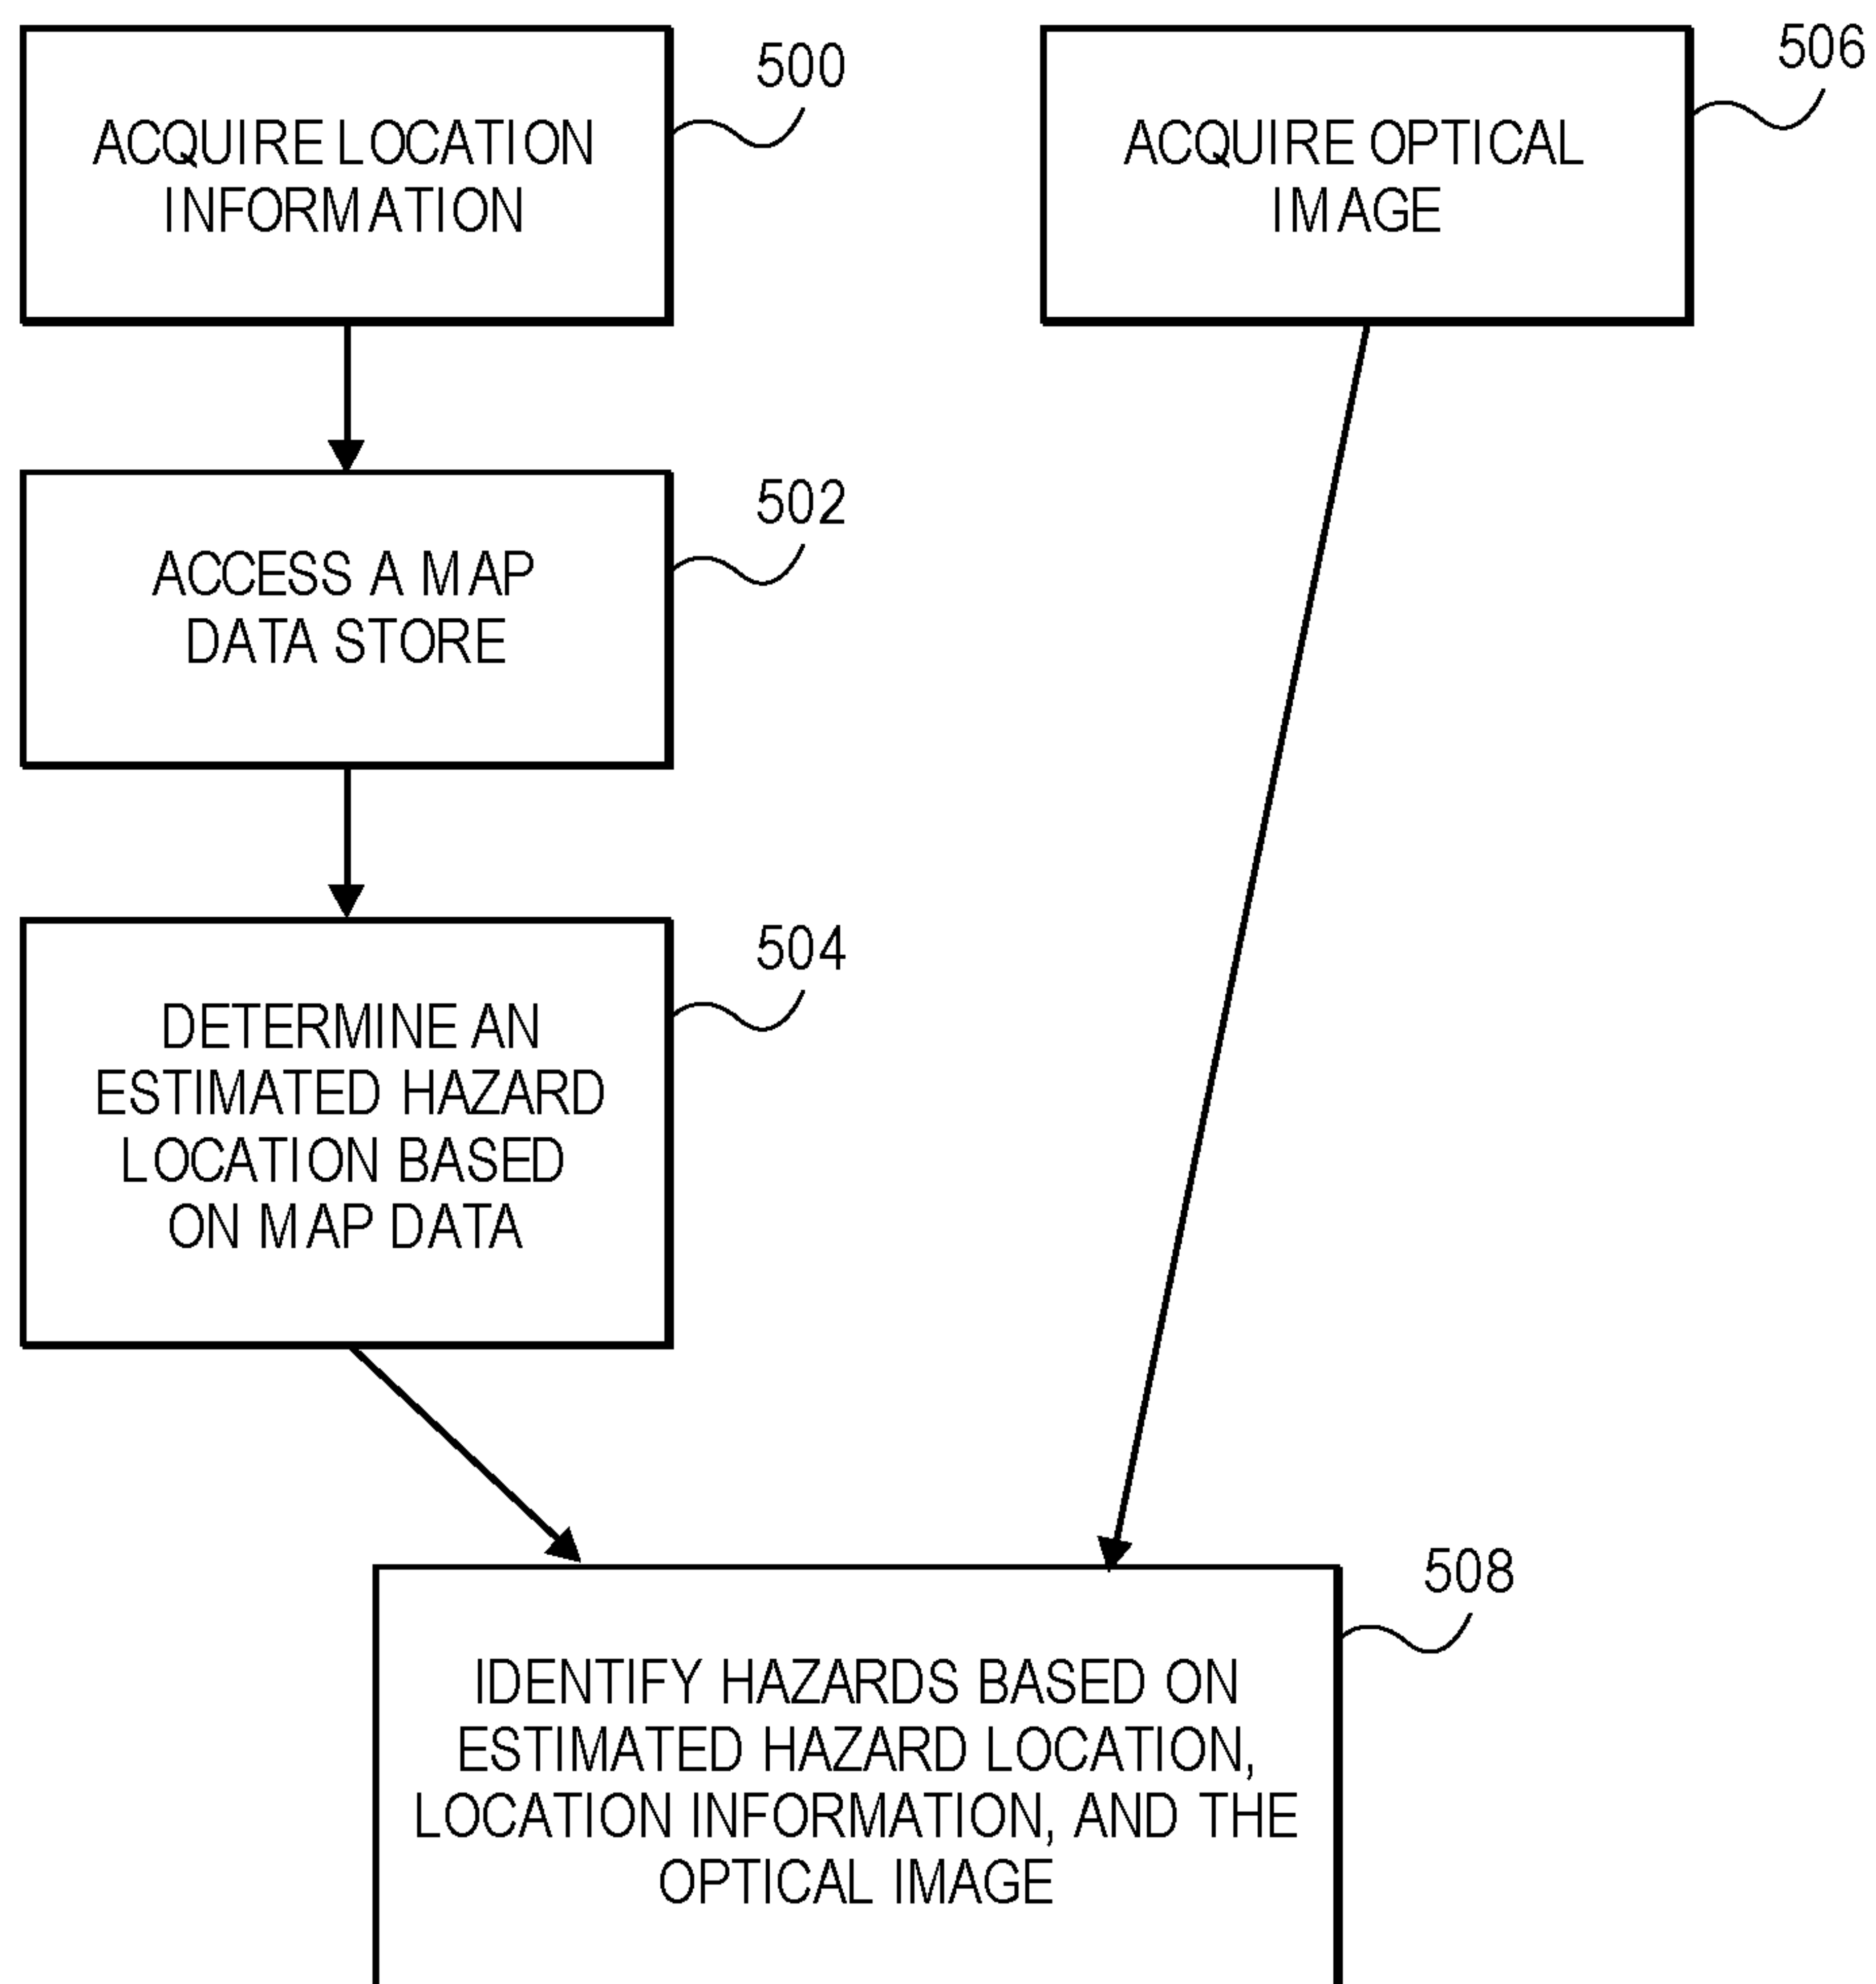 500
ACQUIRE LOCATION
INFORMATION
506
ACQUIRE OPTICAL
IMAGE
502
ACCESS A MAP
DATA STORE
504
DETERMINE AN
ESTIMATED HAZARD
LOCATION BASED
ON MAP DATA
508
IDENTIFY HAZARDS BASED ON
ESTIMATED HAZARD LOCATION,
LOCATION INFORMATION, AND THE
OPTICAL IMAGE